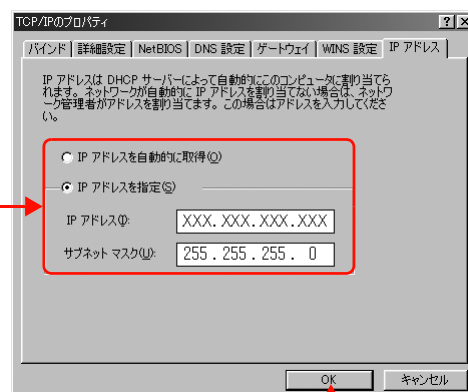 TCP/IPのプロパティ
バインド 詳細設定 NetBIOS DNS 設定 ゲートウェイ WINS 設定 IP アドレス
IP アドレスは DHCP サーバーによって自動的にこのコンピュータに割り当てら
れます。ネットワークが自動的に IP アドレスを割り当てない場合は、ネットワ
ーク管理者がアドレスを割り当てます。この場合はアドレスを入力してくださ
い。
IP アドレスを自動的に取得(O)
IP アドレスを指定(S)
IP アドレス(I):
XXX.XXX.XXX.XXX
サブネット マスク(U):
255.255.255. 0
OK
キャンセル